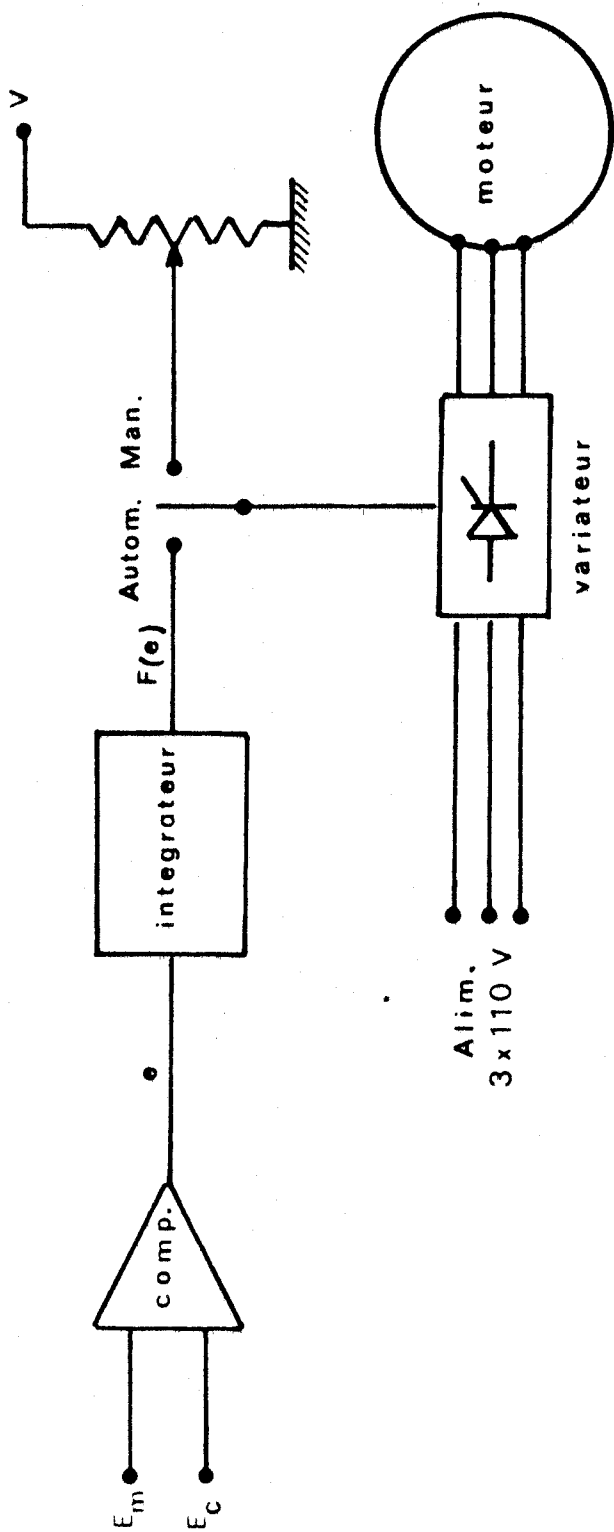 V
Autom. Man.
F(e)
E_m
E_c
comp.
e
integrateur
Alim.
3 x 110 V
variateur
moteur